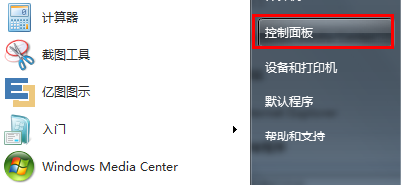 计算器
截图工具
亿图图示
入门
Windows Media Center
控制面板
设备和打印机
默认程序
帮助和支持